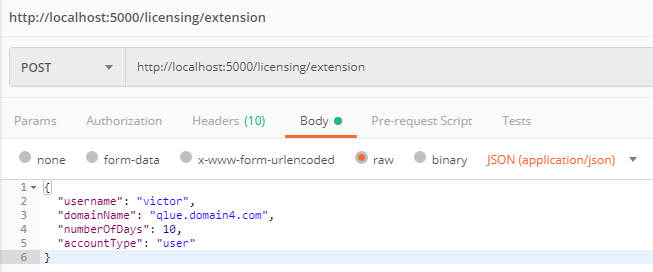 http://localhost:5000/licensing/extension
POST http://localhost:5000/licensing/extension
Params Authorization Headers (10) Body Pre-request Script Tests
none form-data x-www-form-urlencoded raw binary JSON (application/json)
1 {
2 "username": "victor",
3 "domainName": "qlue.domain4.com",
4 "numberOfDays": 10,
5 "accountType": "user"
6 }